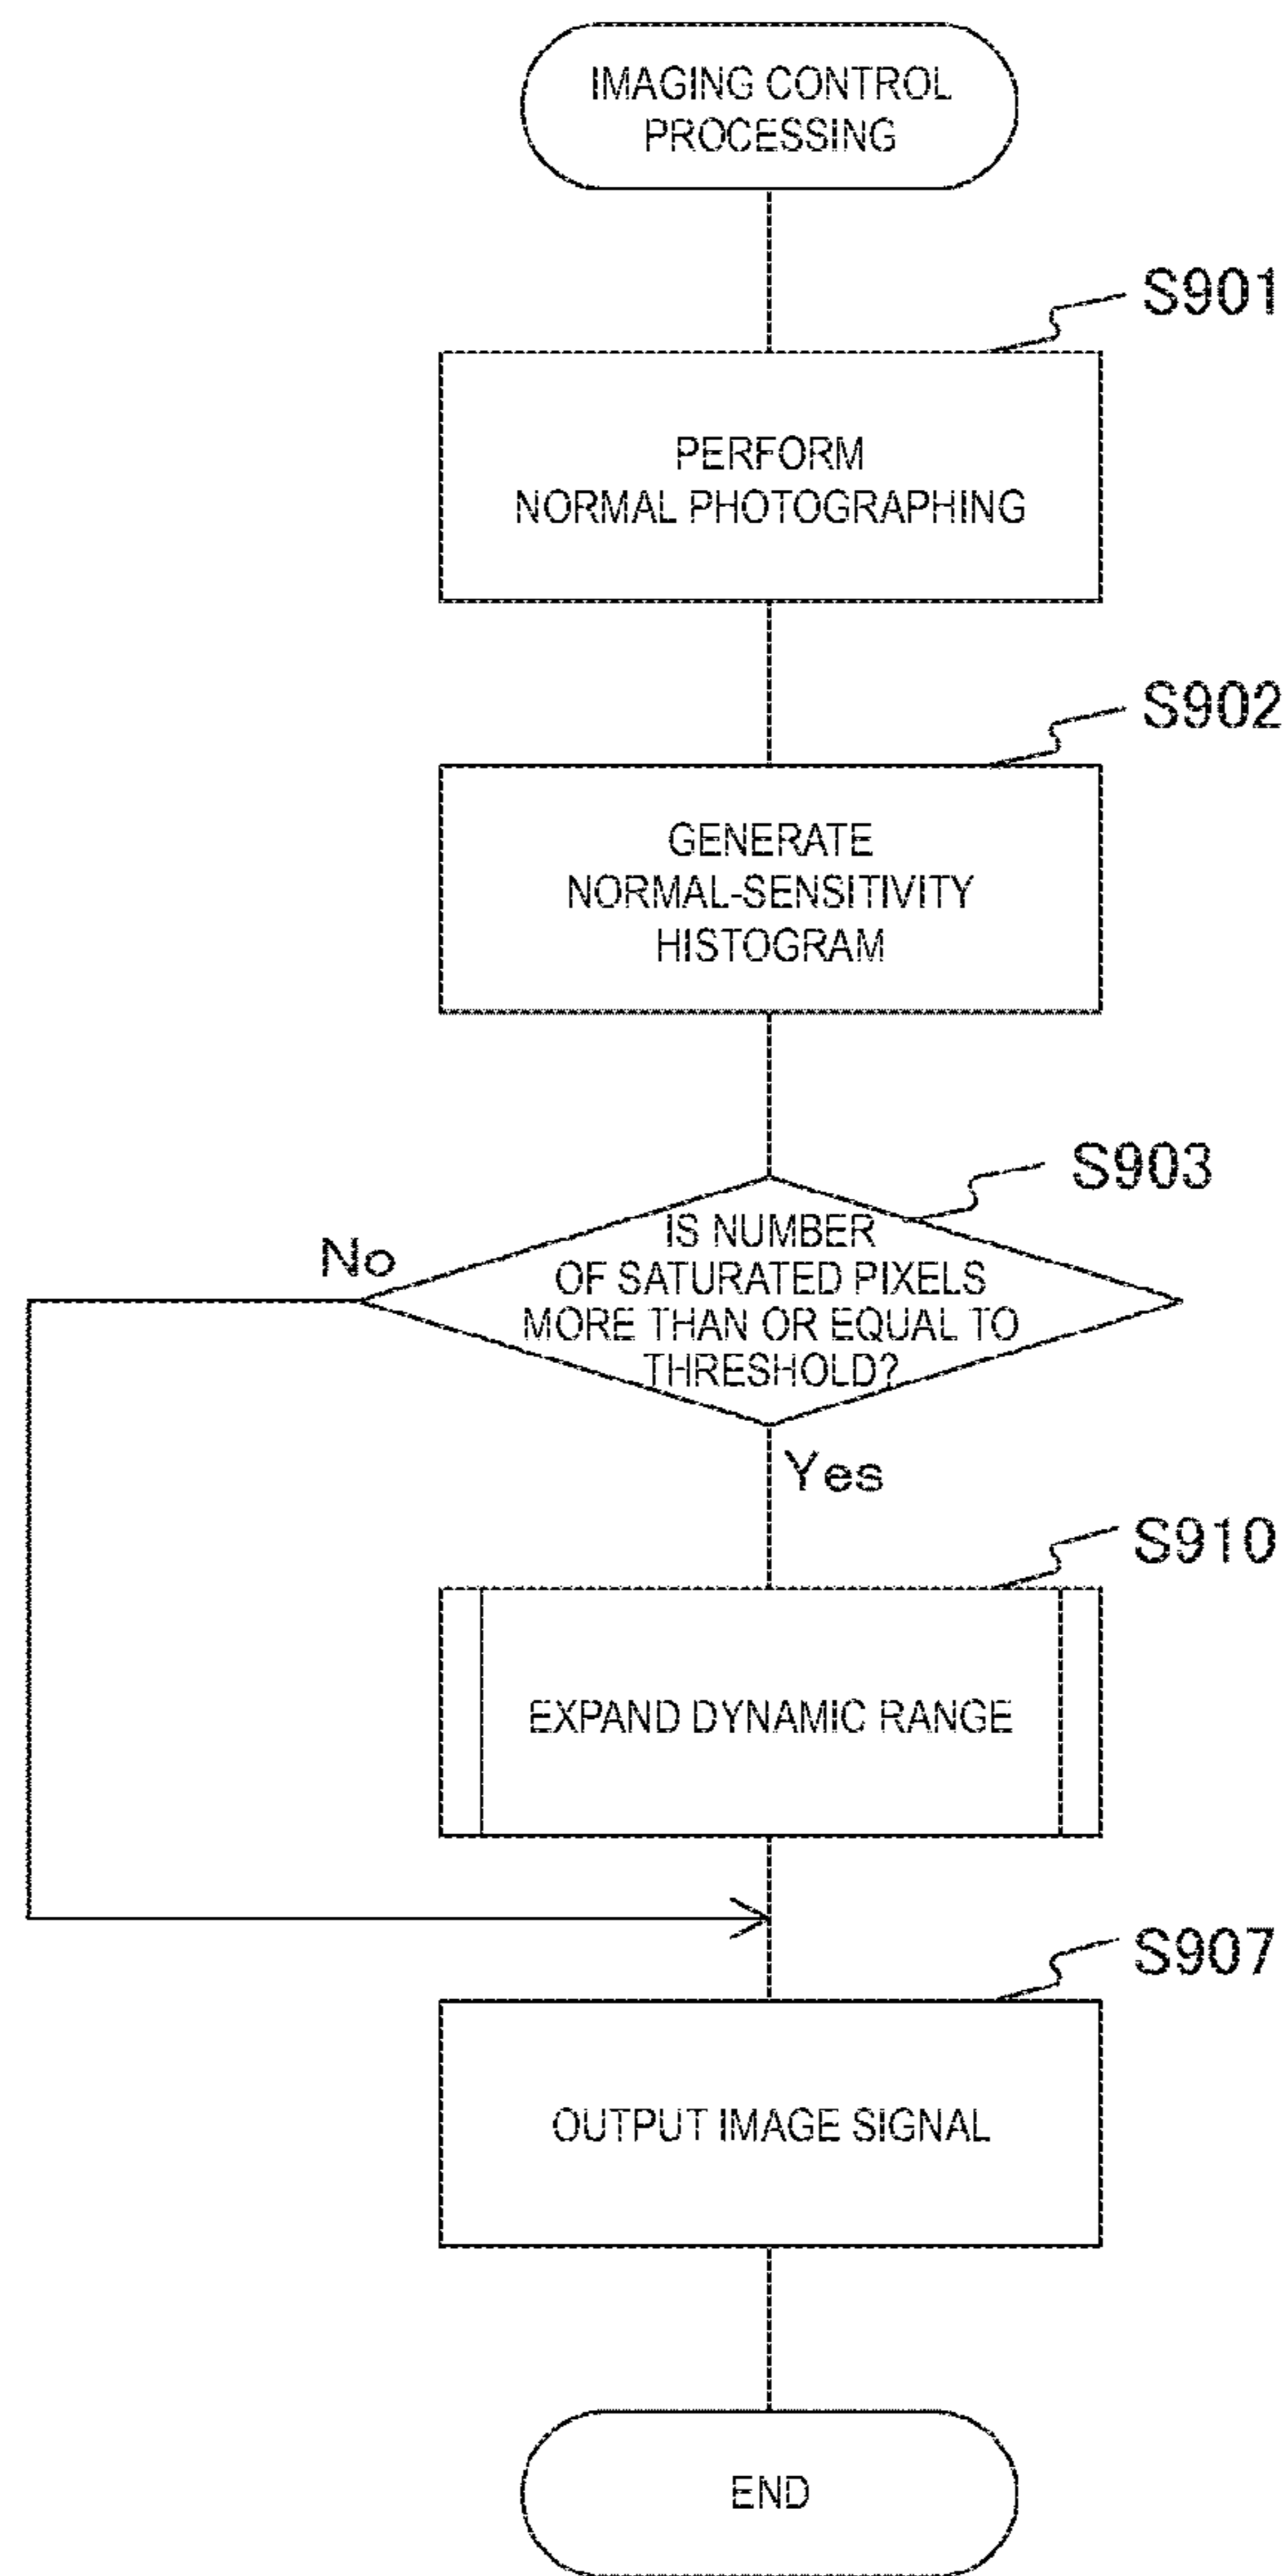 IMAGING CONTROL
PROCESSING
S901
PERFORM
NORMAL PHOTOGRAPHING
S902
GENERATE
NORMAL-SENSITIVITY
HISTOGRAM
S903
IS NUMBER
OF SATURATED PIXELS
MORE THAN OR EQUAL TO
THRESHOLD?
No
Yes
S910
EXPAND DYNAMIC RANGE
S907
OUTPUT IMAGE SIGNAL
END